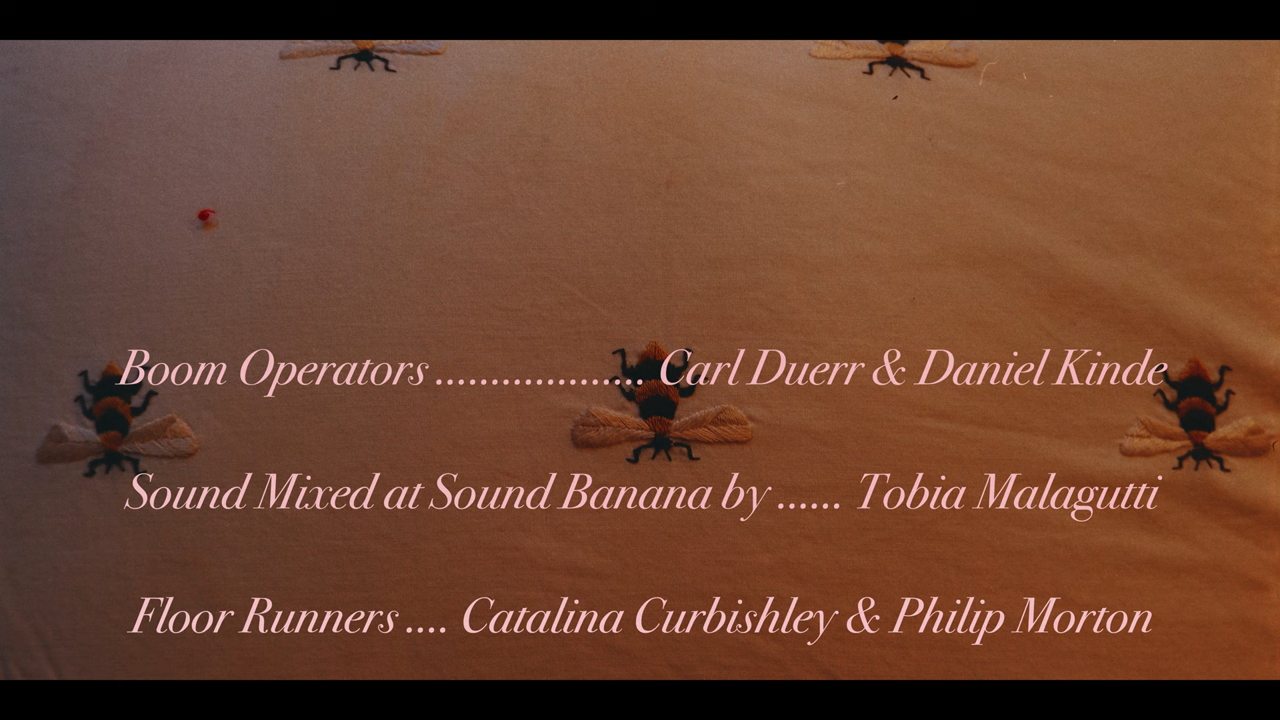 Boom Operators ................... Carl Duerr & Daniel Kinde
Sound Mixed at Sound Banana by ...... Tobia Malagutti
Floor Runners .... Catalina Curbishley & Philip Morton